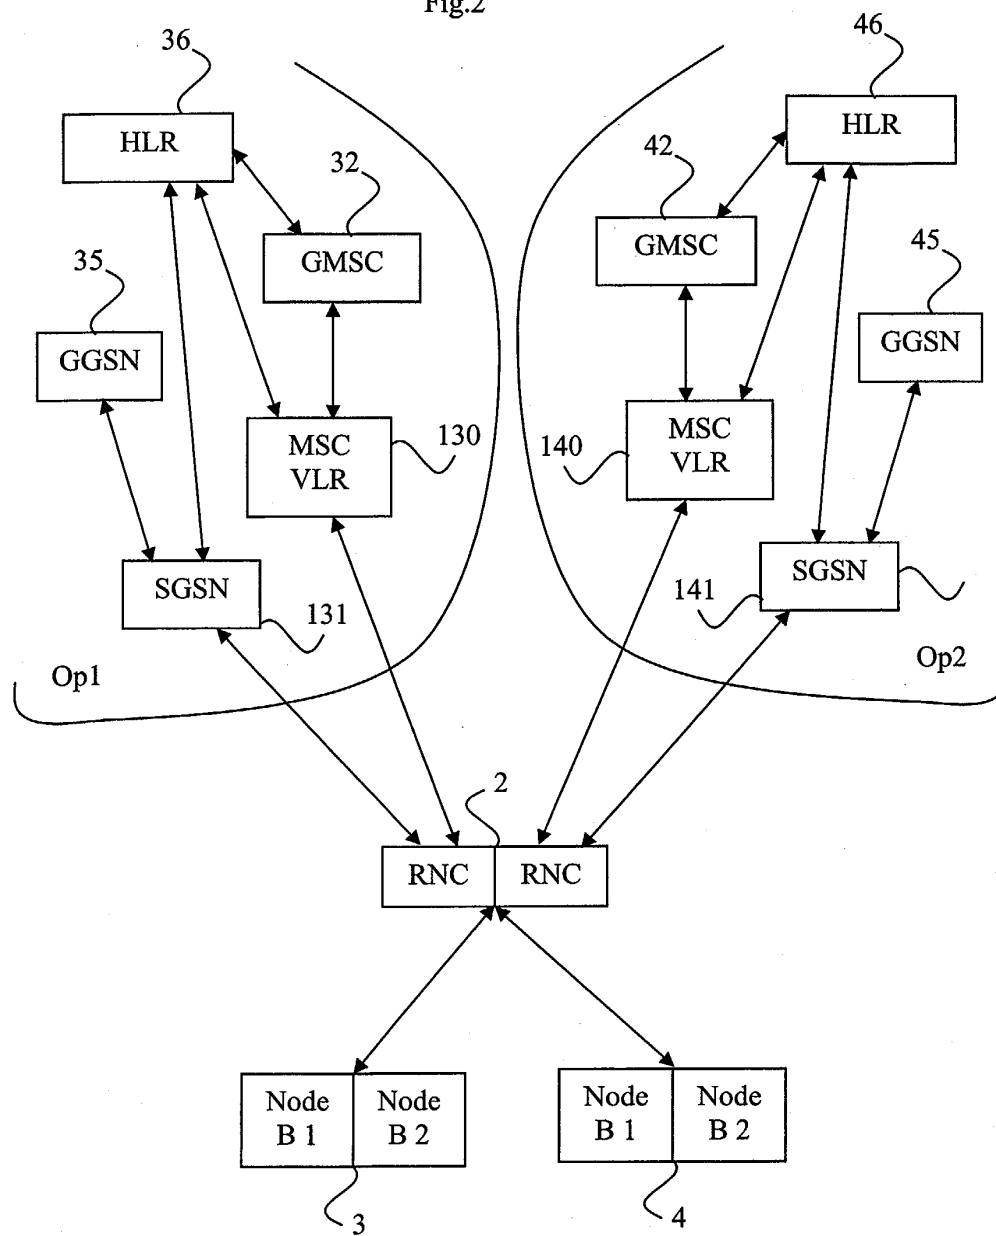 Fig.2
36
46
HLR
HLR
32
42
GMSC
GMSC
35
45
GGSN
GGSN
MSC
VLR
130
MSC
VLR
140
SGSN
131
SGSN
141
Op1
Op2
2
RNC
RNC
Node
B 1
Node
B 2
Node
B 1
Node
B 2
3
4